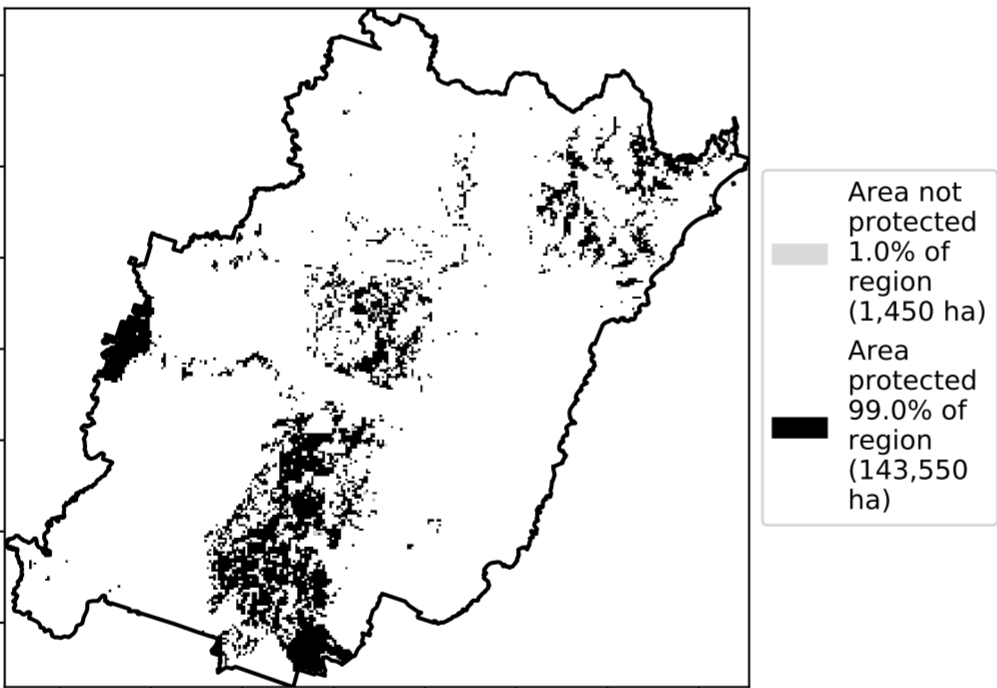 Area not
protected
1.0% of
region
(1,450 ha)
Area
protected
99.0% of
region
(143,550
ha)